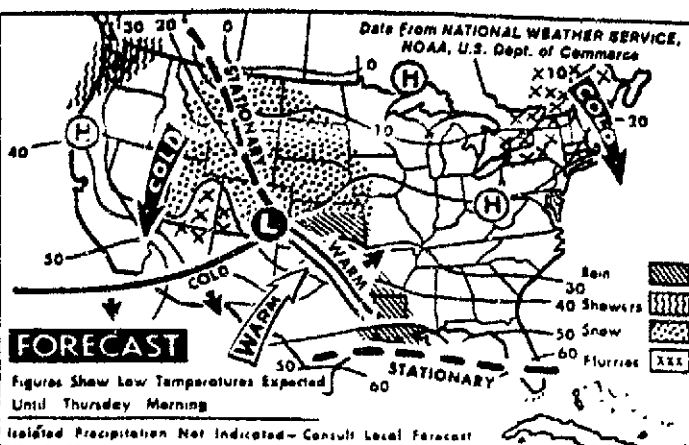 Data From NATIONAL WEATHER SERVICE,
NOAA, U.S. Dept. of Commerce
30 20 0
0
10
10
20
40
50
H
H
H
L
STATIONARY
COLD
COLD
COLD
WARM
WARM
FORECAST
Figures Show Low Temperatures Expected
Until Thursday Morning
Isolated Precipitation Not Indicated – Consult Local Forecast
50
60
STATIONARY
30
40
50
60
Rain
Showers
Snow
Flurries
XXX